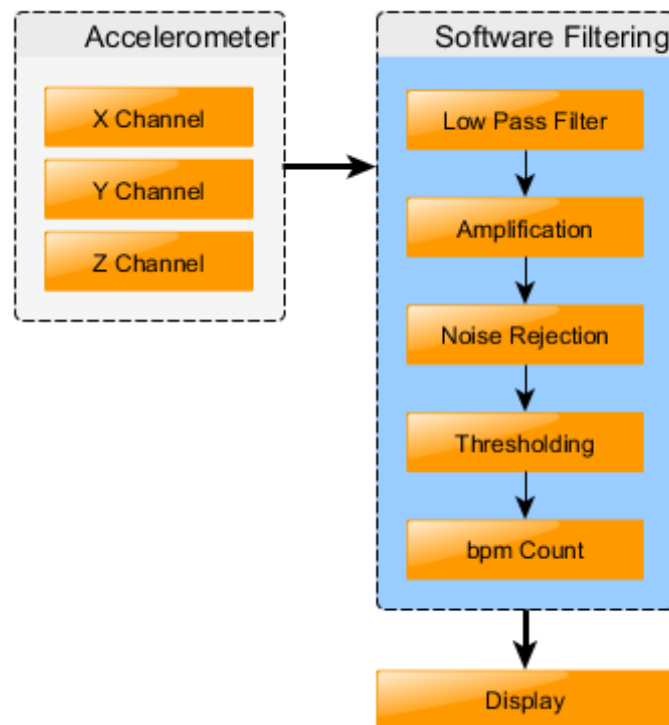 Accelerometer
X Channel
Y Channel
Z Channel
Software Filtering
Low Pass Filter
Amplification
Noise Rejection
Thresholding
bpm Count
Display